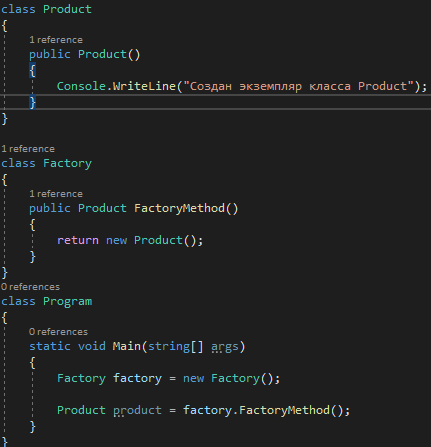 class Product
{
1 reference
public Product()
{
Console.WriteLine("Создан экземпляр класса Product");
}
}
1 reference
class Factory
{
1 reference
public Product FactoryMethod()
{
return new Product();
}
}
0 references
class Program
{
0 references
static void Main(string[] args)
{
Factory factory = new Factory();
Product product = factory.FactoryMethod();
}
}